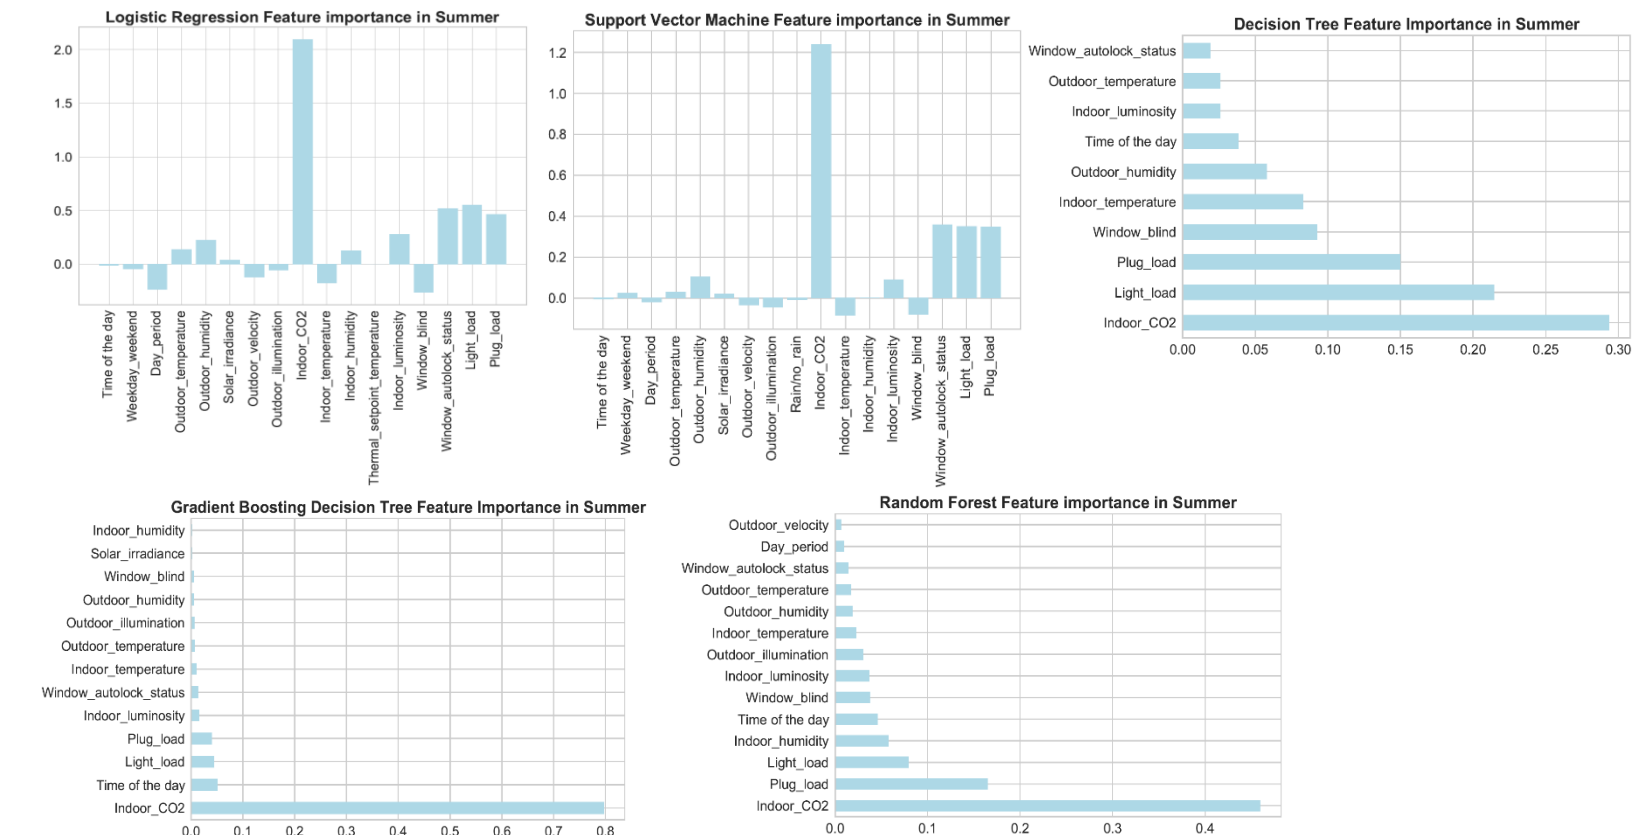 Logistic Regression Feature importance in Summer
2.0
1.5
1.0
0.5
0.0
Time of the day
Weekday_weekend
Day_period
Outdoor_temperature
Outdoor_humidity
Solar_irradiance
Outdoor_velocity
Outdoor_illumination
Indoor_CO2
Indoor_temperature
Indoor_humidity
Thermal_setpoint_temperature
Indoor_luminosity
Window_blind
Window_autolock_status
Light_load
Plug_load
Support Vector Machine Feature importance in Summer
1.2
1.0
0.8
0.6
0.4
0.2
0.0
Time of the day
Weekday_weekend
Day_period
Outdoor_temperature
Outdoor_humidity
Solar_irradiance
Outdoor_velocity
Outdoor_illumination
Rain/no_rain
Indoor_CO2
Indoor_temperature
Indoor_humidity
Indoor_luminosity
Window_blind
Window_autolock_status
Light_load
Plug_load
Decision Tree Feature Importance in Summer
Window_autolock_status
Outdoor_temperature
Indoor_luminosity
Time of the day
Outdoor_humidity
Indoor_temperature
Window_blind
Plug_load
Light_load
Indoor_CO2
0.00 0.05 0.10 0.15 0.20 0.25 0.30
Gradient Boosting Decision Tree Feature Importance in Summer
Indoor_humidity
Solar_irradiance
Window_blind
Outdoor_humidity
Outdoor_illumination
Outdoor_temperature
Indoor_temperature
Window_autolock_status
Indoor_luminosity
Plug_load
Light_load
Time of the day
Indoor_CO2
0.0 0.1 0.2 0.3 0.4 0.5 0.6 0.7 0.8
Random Forest Feature importance in Summer
Outdoor_velocity
Day_period
Window_autolock_status
Outdoor_temperature
Outdoor_humidity
Indoor_temperature
Outdoor_illumination
Indoor_luminosity
Window_blind
Time of the day
Indoor_humidity
Light_load
Plug_load
Indoor_CO2
0.0 0.1 0.2 0.3 0.4